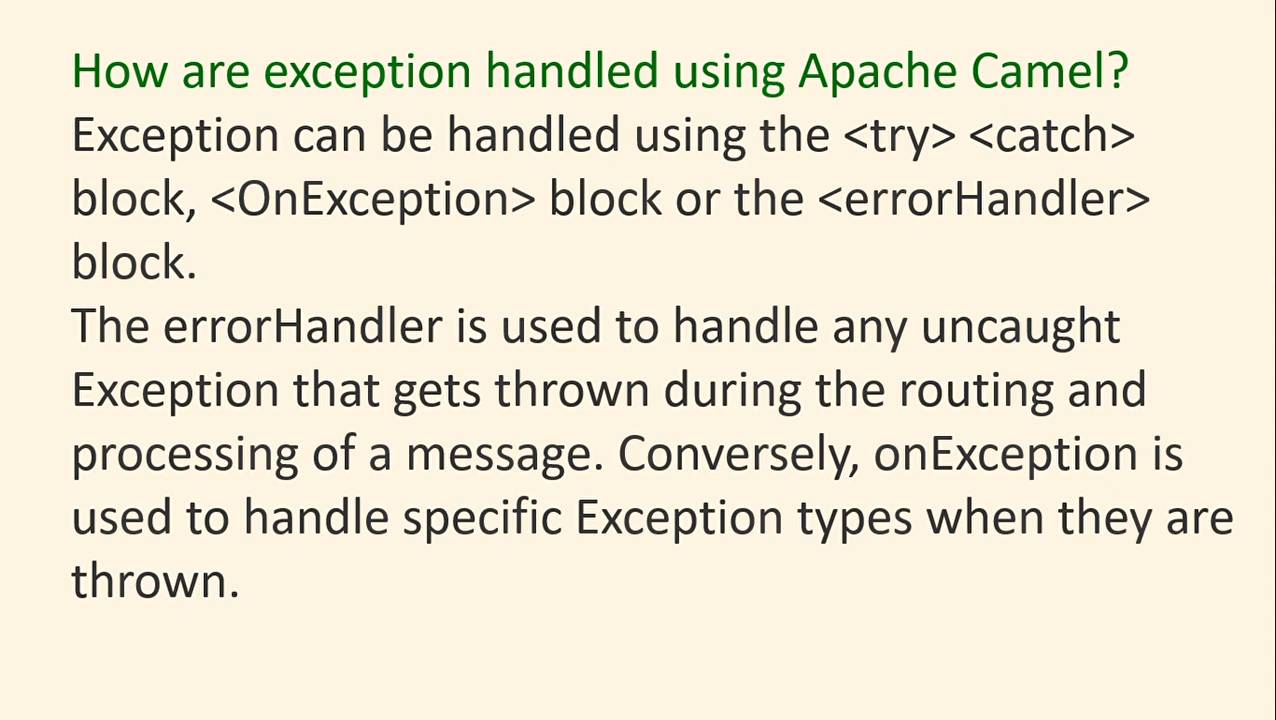 How are exception handled using Apache Camel?
Exception can be handled using the <try> <catch>
block, <OnException> block or the <errorHandler>
block.
The errorHandler is used to handle any uncaught
Exception that gets thrown during the routing and
processing of a message. Conversely, onException is
used to handle specific Exception types when they are
thrown.